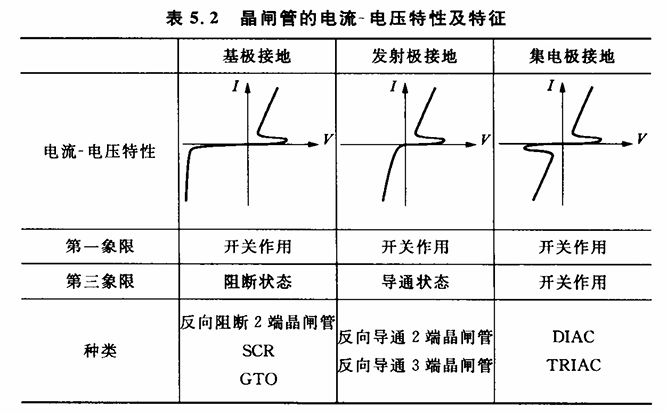 表 5.2 晶闸管的电流-电压特性及特征
基极接地 发射极接地 集电极接地
电流-电压特性
I V
I V
I V
第一象限 开关作用 开关作用 开关作用
第三象限 阻断状态 导通状态 开关作用
种类
反向阻断 2 端晶闸管
SCR
GTO
反向导通 2 端晶闸管
反向导通 3 端晶闸管
DIAC
TRIAC